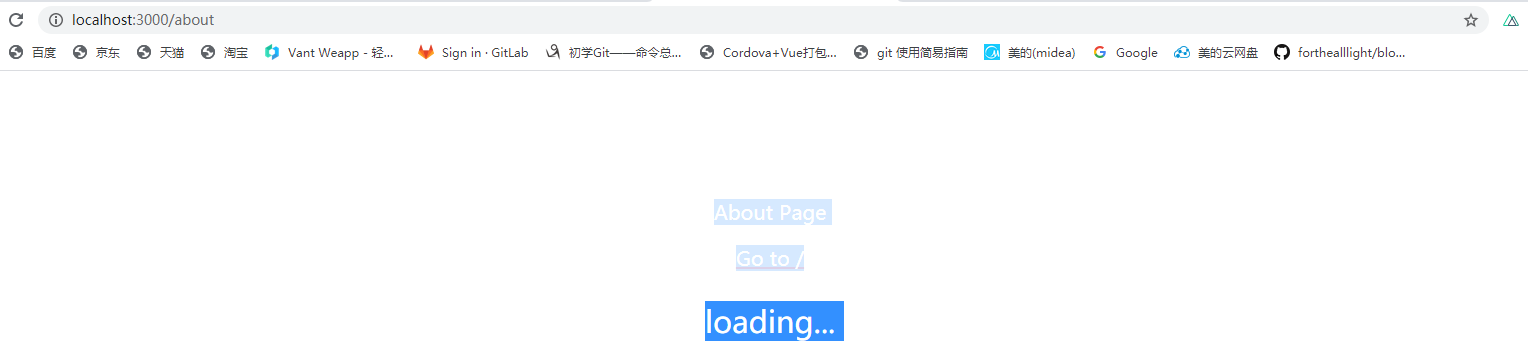 localhost:3000/about
百度 京东 天猫 淘宝 Vant Weapp - 轻... Sign in · GitLab 初学Git——命令总... Cordova+Vue打包... git 使用简易指南 美的(midea) Google 美的云网盘 forthealllight/blo...
About Page
Go to /
loading...